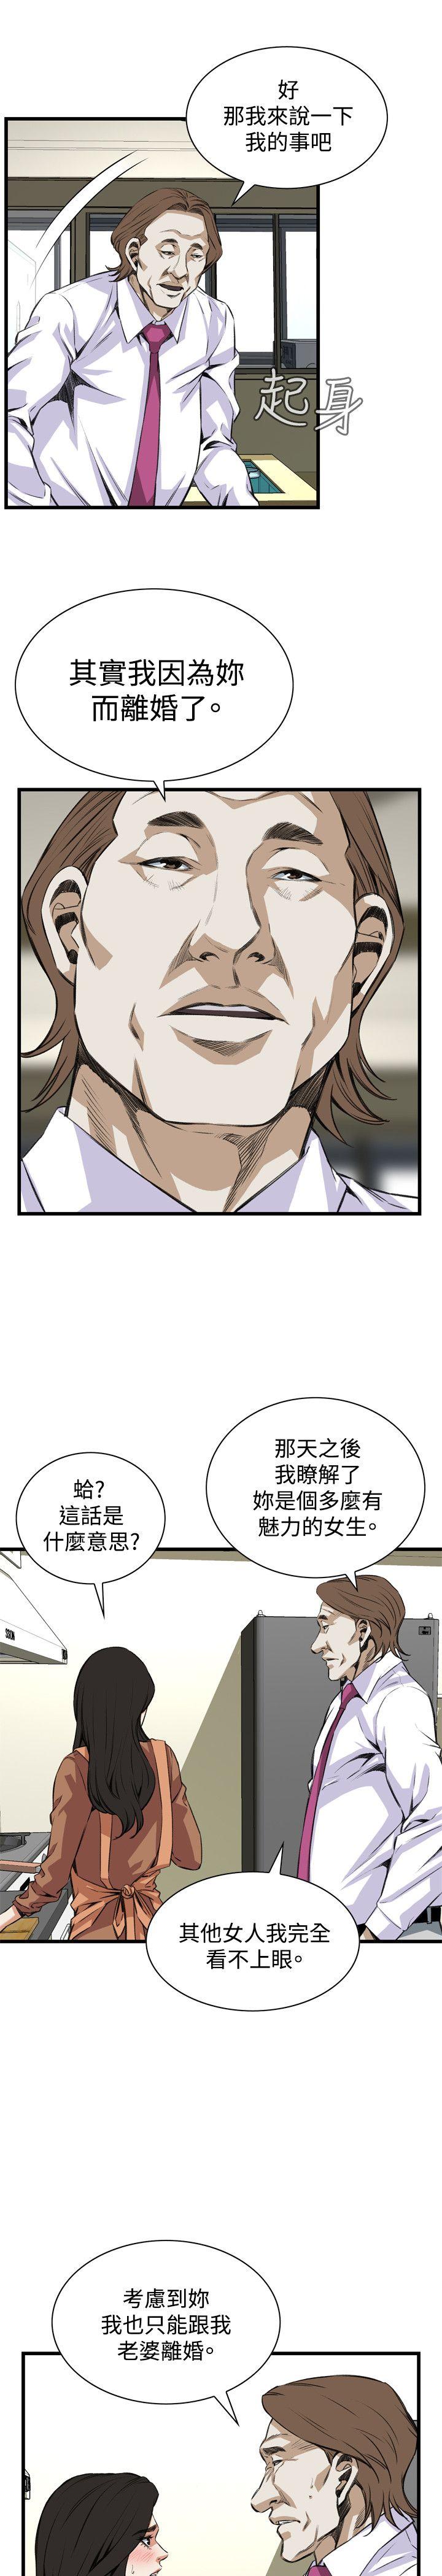 好
那我來說一下
我的事吧
起身
其實我因為妳
而離婚了。
那天之後
我瞭解了
妳是個多麼有
魅力的女生。
蛤?
這話是
什麼意思?
其他女人我完全
看不上眼。
考慮到妳
我也只能跟我
老婆離婚。